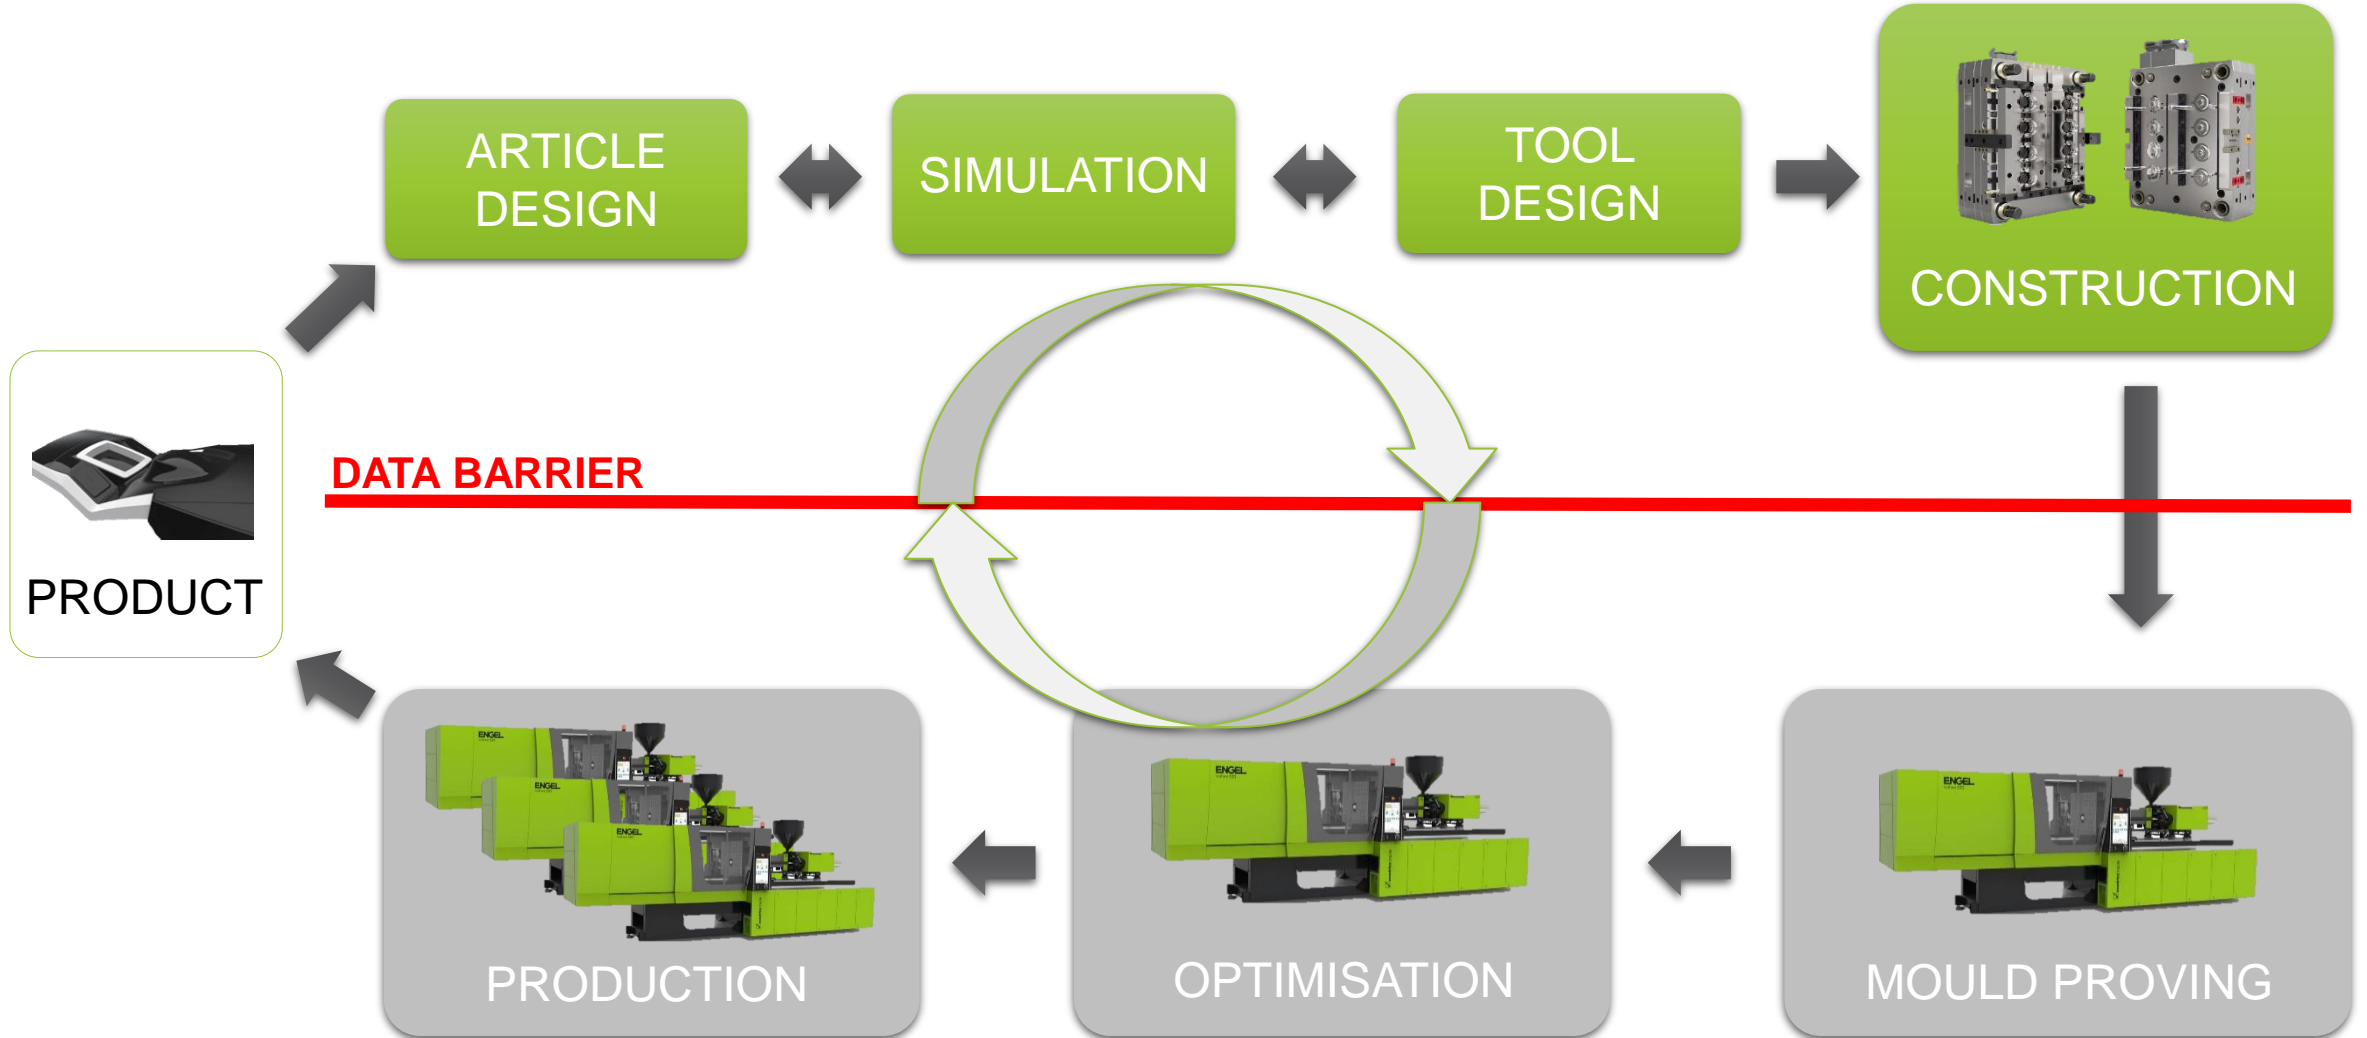 ARTICLE
DESIGN
SIMULATION
TOOL
DESIGN
CONSTRUCTION
DATA BARRIER
PRODUCT
ENGEL
ENGEL
ENGEL
PRODUCTION
ENGEL
OPTIMISATION
ENGEL
MOULD PROVING